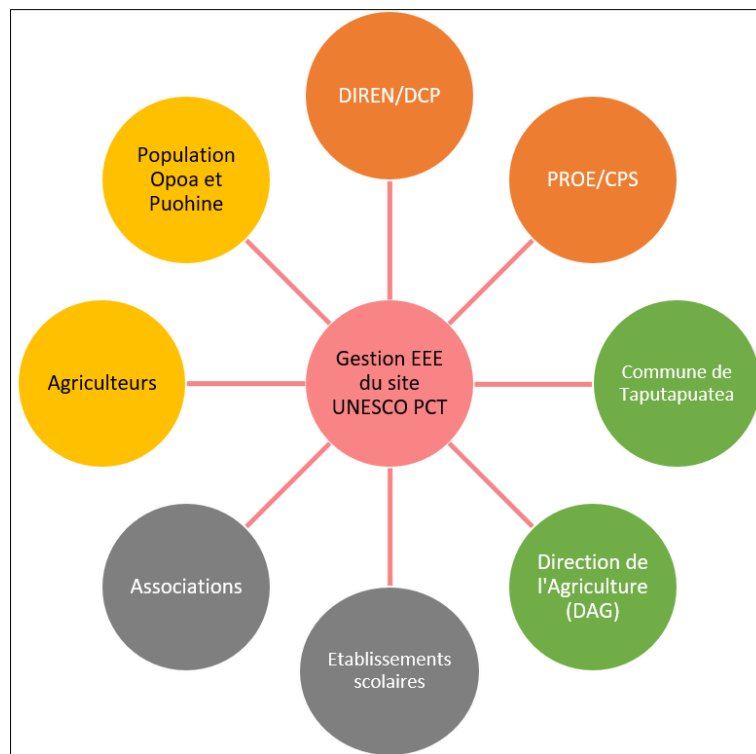 DIREN/DCP
PROE/CPS
Commune de
Taputapuatea
Direction de
l'Agriculture
(DAG)
Etablissements
scolaires
Associations
Agriculteurs
Population
Opoa et
Puohine
Gestion EEE
du site
UNESCO PCT